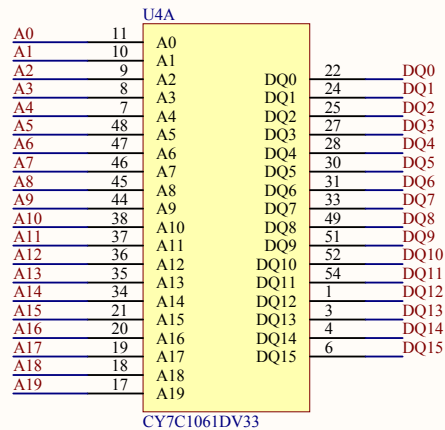 U4A
A0 11 A0
A1 10 A1
A2 9 A2 DQ0 22 DQ0
A3 8 A3 DQ1 24 DQ1
A4 7 A4 DQ2 25 DQ2
A5 48 A5 DQ3 27 DQ3
A6 47 A6 DQ4 28 DQ4
A7 46 A7 DQ5 30 DQ5
A8 45 A8 DQ6 31 DQ6
A9 44 A9 DQ7 33 DQ7
A10 38 A10 DQ8 49 DQ8
A11 37 A11 DQ9 51 DQ9
A12 36 A12 DQ10 52 DQ10
A13 35 A13 DQ11 54 DQ11
A14 34 A14 DQ12 1 DQ12
A15 21 A15 DQ13 3 DQ13
A16 20 A16 DQ14 4 DQ14
A17 19 A17 DQ15 6 DQ15
A18 18 A18
A19 17 A19
CY7C1061DV33